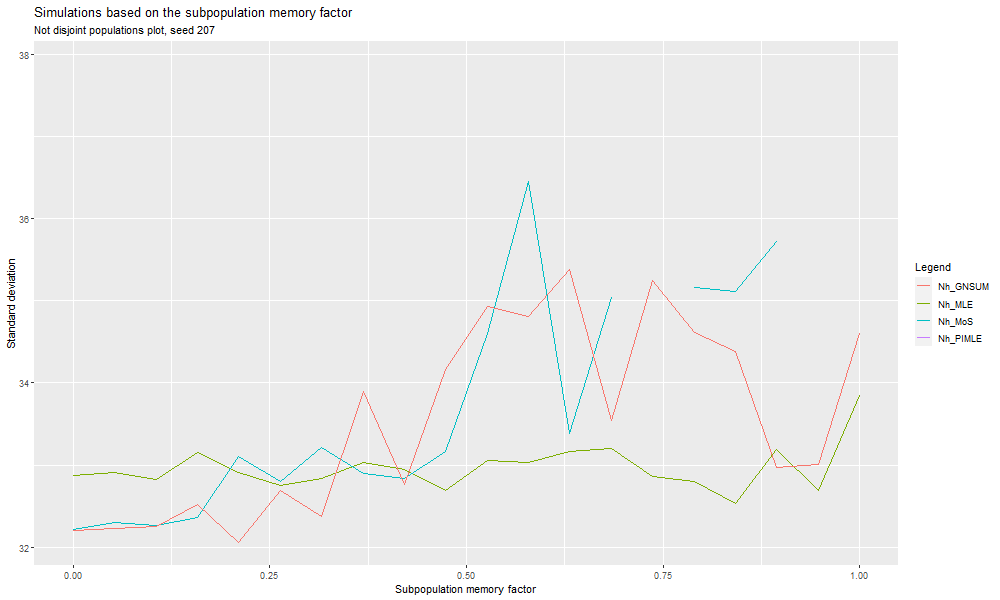 Simulations based on the subpopulation memory factor
Not disjoint populations plot, seed 207
38
36
34
32
Standard deviation
0.00
0.25
0.50
0.75
1.00
Subpopulation memory factor
Legend
Nh_GNSUM
Nh_MLE
Nh_MoS
Nh_PIMLE